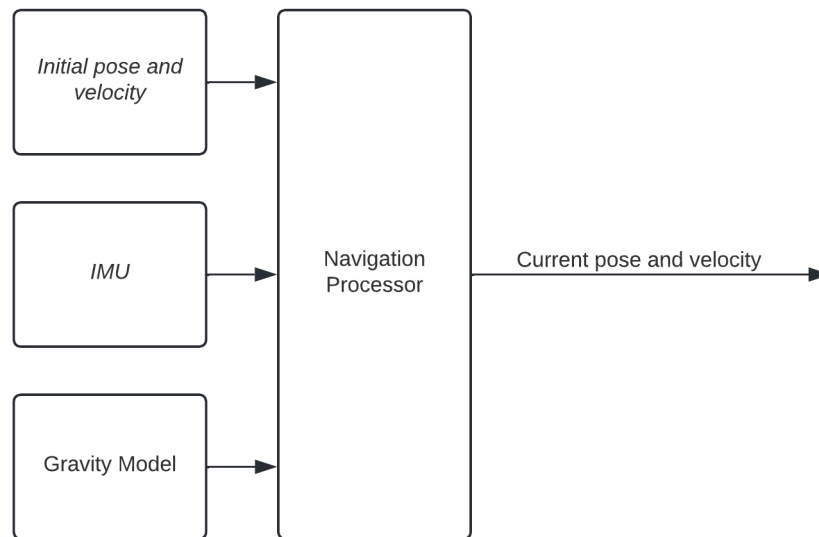 Initial pose and
velocity
IMU
Gravity Model
Navigation
Processor
Current pose and velocity